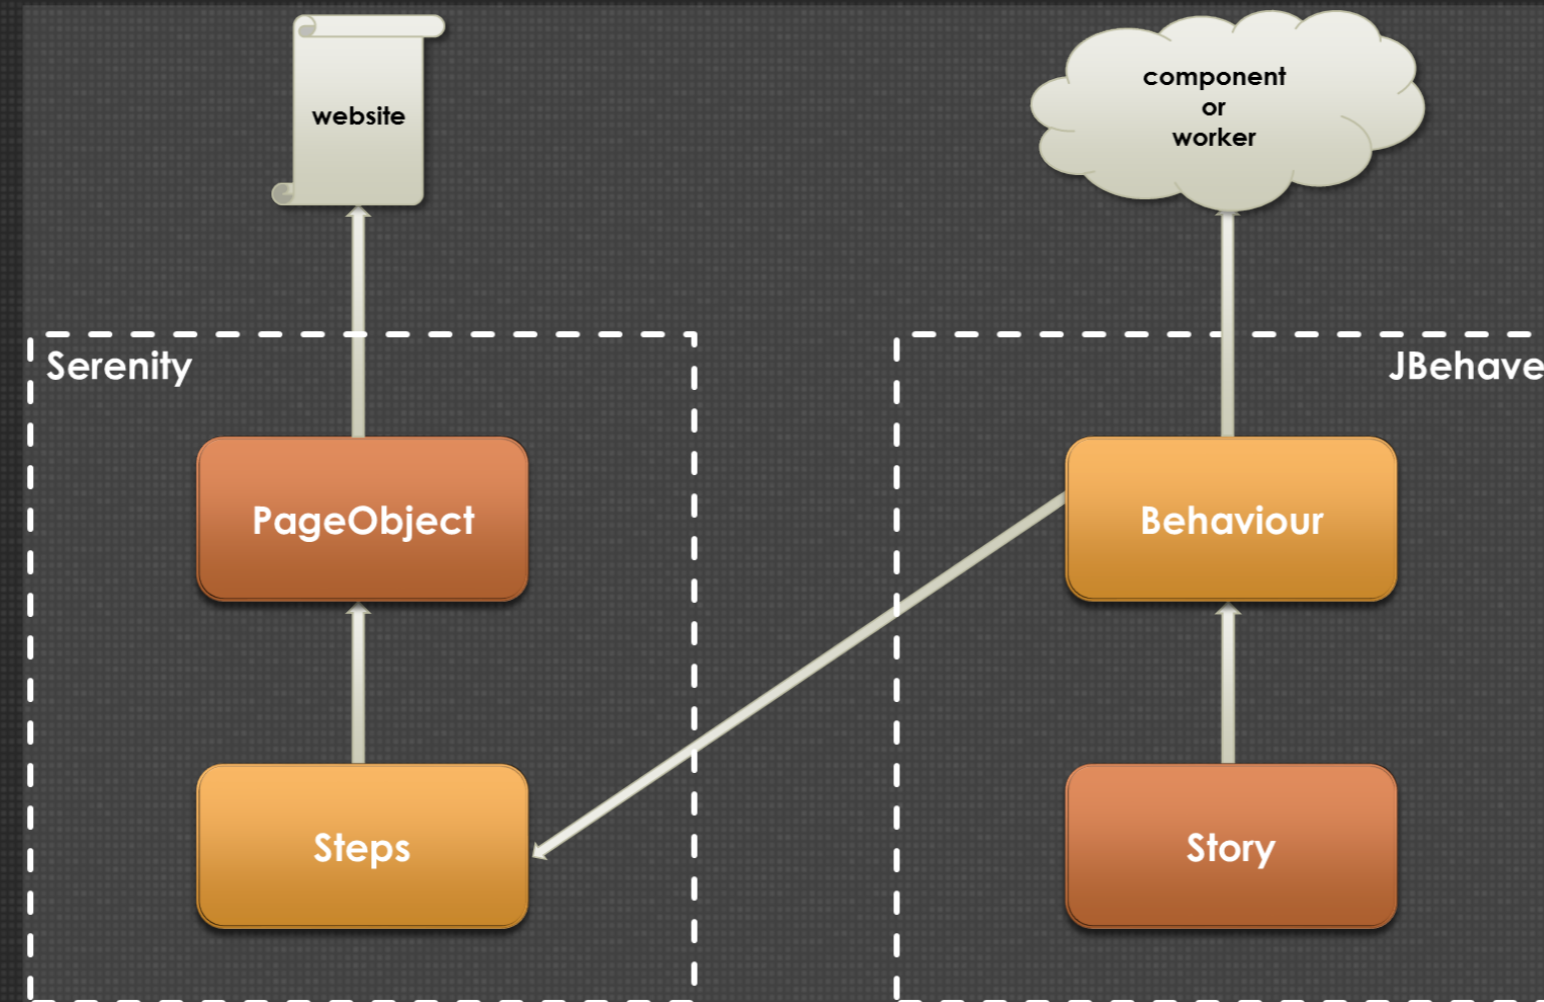 website
component
or
worker
Serenity
JBehave
PageObject
Behaviour
Steps
Story